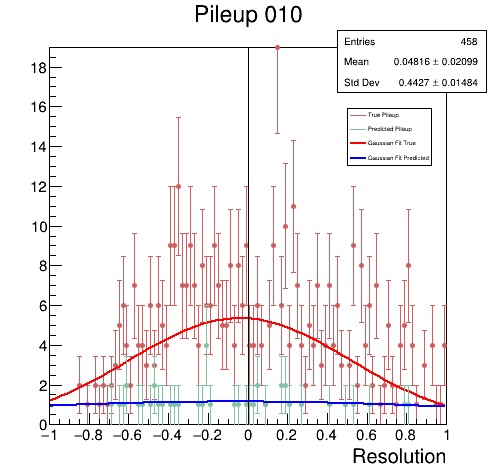 Pileup 010
Entries 458
Mean 0.04816 ± 0.02099
Std Dev 0.4427 ± 0.01484
True Pileup
Predicted Pileup
Gaussian Fit True
Gaussian Fit Predicted
18
16
14
12
10
8
6
4
2
0
−1 −0.8 −0.6 −0.4 −0.2 0 0.2 0.4 0.6 0.8 1
Resolution